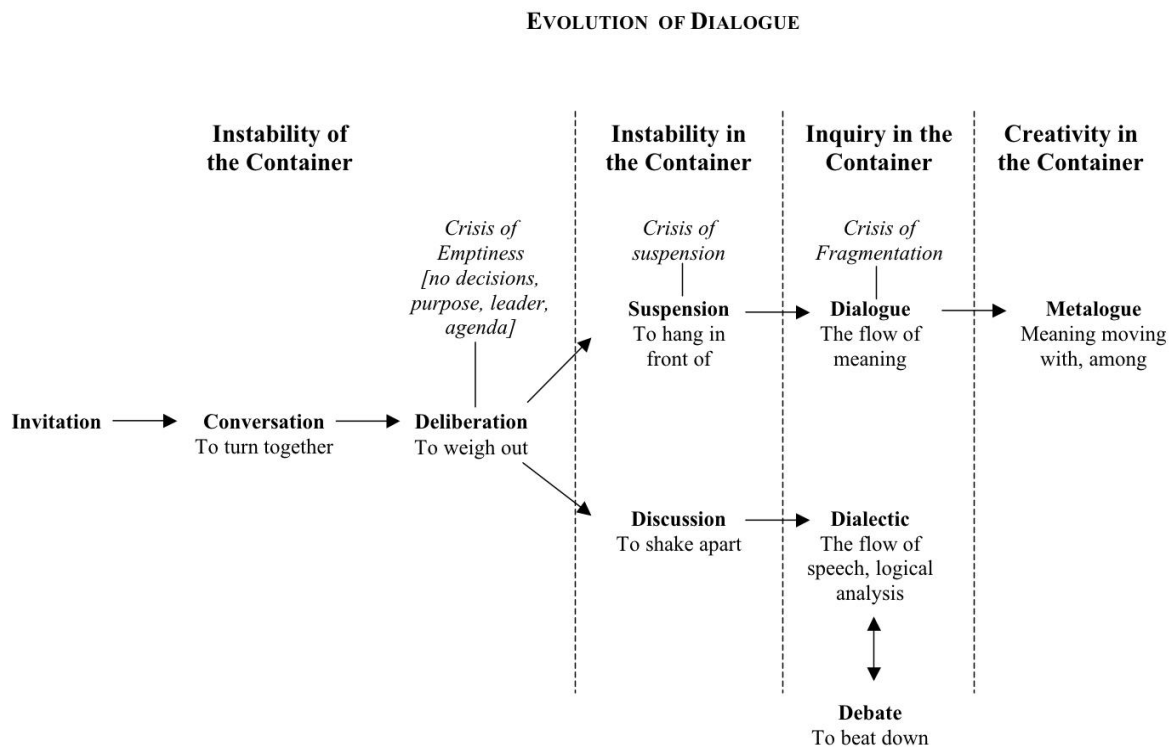 EVOLUTION OF DIALOGUE
Instability of
the Container
Instability in
the Container
Inquiry in the
Container
Creativity in
the Container
Crisis of
Emptiness
[no decisions,
purpose, leader,
agenda]
Crisis of
suspension
Crisis of
Fragmentation
Suspension
To hang in
front of
Dialogue
The flow of
meaning
Metalogue
Meaning moving
with, among
Invitation
Conversation
To turn together
Deliberation
To weigh out
Discussion
To shake apart
Dialectic
The flow of
speech, logical
analysis
Debate
To beat down